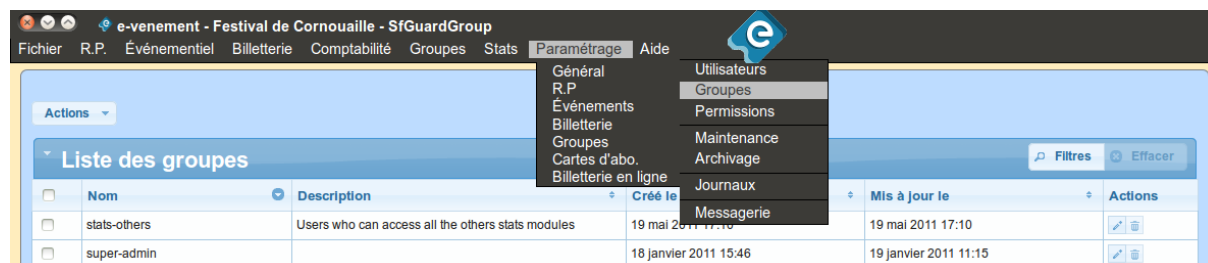 e-venement - Festival de Cornouaille - SfGuardGroup
Fichier R.P. Événementiel Billetterie Comptabilité Groupes Stats Paramétrage Aide
Général
R.P
Événements
Billetterie
Groupes
Cartes d'abo.
Billetterie en ligne
Utilisateurs
Groupes
Permissions
Maintenance
Archivage
Journaux
Messagerie
Actions
Liste des groupes
Filtres Effacer
Nom Description Créé le Mis à jour le Actions
stats-others Users who can access all the others stats modules 19 mai 2011 17:10 19 mai 2011 17:10
super-admin 18 janvier 2011 15:46 19 janvier 2011 11:15